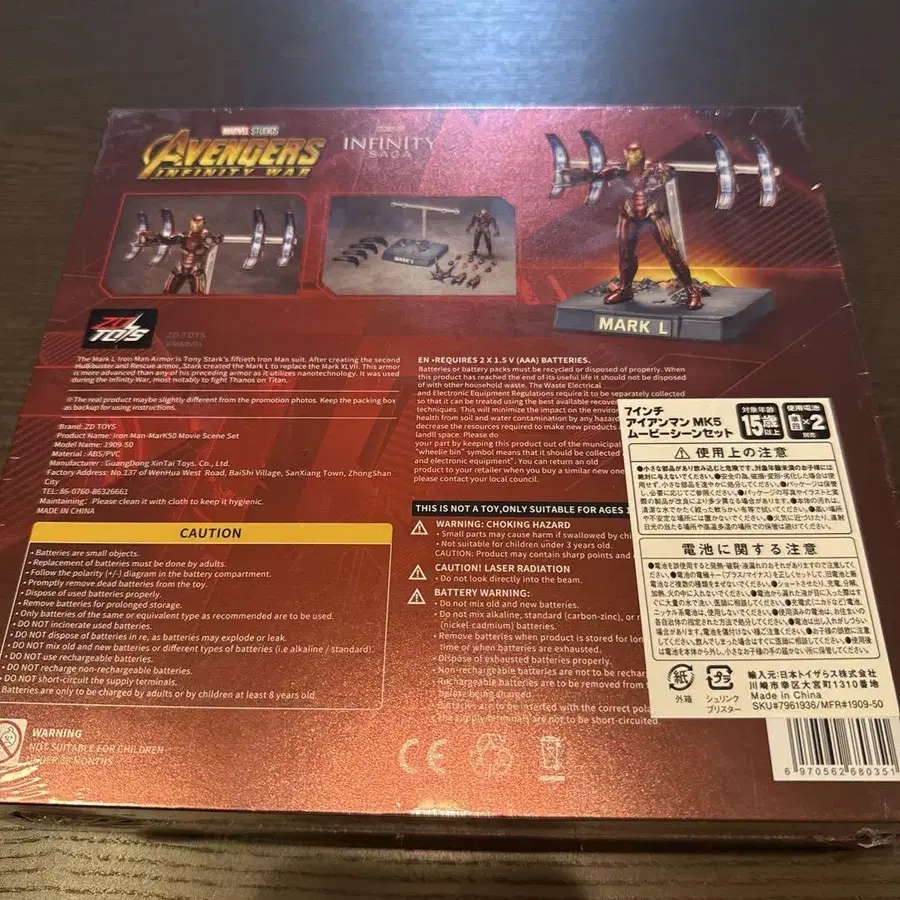 MARVEL STUDIOS
AVENGERS
INFINITY WAR
INFINITY
SAGA
MARK L
MARK L
ZD
TOYS
ZD TOYS
The Mark L Iron Man Armor is Tony Stark's fiftieth Iron Man suit. After creating the second
Hulkbuster and Rescue armor, Stark created the Mark L to replace the Mark XLVII. This armor
is more advanced than any of his preceding armor as it utilizes nanotechnology. It was used
during the Infinity War, most notably to fight Thanos on Titan.
※The real product maybe slightly different from the promotion photos. Keep the packing box
as backup for using instructions.
Brand: ZD TOYS
Product Name: Iron Man-MarK50 Movie Scene Set
Model Name: 1909-50
Material : ABS/PVC
Manufacturer : GuangDong XinTai Toys. Co., Ltd.
Factory Address: No.137 of WenHua West Road, BaiShi Village, SanXiang Town, ZhongShan
City
TEL: 86-0760-86326661
Maintaining: Please clean it with cloth to keep it hygienic.
MADE IN CHINA
CAUTION
• Batteries are small objects.
• Replacement of batteries must be done by adults.
• Follow the polarity (+/-) diagram in the battery compartment.
• Promptly remove dead batteries from the toy.
• Dispose of used batteries properly.
• Remove batteries for prolonged storage.
• Only batteries of the same or equivalent type as recommended are to be used.
• DO NOT incinerate used batteries.
• DO NOT dispose of batteries in re, as batteries may explode or leak.
• DO NOT mix old and new batteries or different types of batteries (i.e alkaline / standard).
• DO NOT use rechargeable batteries.
• DO NOT recharge non-rechargeable batteries.
• DO NOT short-circuit the supply terminals.
Batteries are only to be charged by adults or by children at least 8 years old.
WARNING
NOT SUITABLE FOR CHILDREN
UNDER 36 MONTHS
EN •REQUIRES 2 X 1.5 V (AAA) BATTERIES.
Batteries or battery packs must be recycled or disposed of properly. When
this product has reached the end of its useful life it should not be disposed
of with other household waste. The Waste Electrical
and Electronic Equipment Regulations require it to be separately collected
so that it can be treated using the best available recove
techniques. This will minimize the impact on the environ
health from soil and water contamination by any hazardo
decrease the resources required to make new products
landll space. Please do
your part by keeping this product out of the municipal
"wheelie bin" symbol means that it should be collected
and electronic equipment". You can return an old
product to your retailer when you buy a similar new one
please contact your local council.
THIS IS NOT A TOY,ONLY SUITABLE FOR AGES 1
WARNING: CHOKING HAZARD
• Small parts may cause harm if swallowed by chi
• Not suitable for children under 3 years old.
CAUTION: Product may contain sharp points and
CAUTION! LASER RADIATION
• Do not look directly into the beam.
BATTERY WARNING:
• Do not mix old and new batteries.
• Do not mix alkaline, standard (carbon-zinc), or r
(nickel-cadmium) batteries.
• Remove batteries when product is stored for long
time or when batteries are exhausted.
• Dispose of exhausted batteries properly.
• Non-rechargeable batteries are not to be rechar
• Rechargeable batteries are to be removed from
before being charged.
CE
7インチ
アイアンマン MK5
ムービーシーンセット
対象年齢
15歳以上
使用電池
×2
別売
使用上の注意
電池に関する注意
紙
外箱
プラ
シュリンク
ブリスター
輸入元:日本トイザらス株式会社
川崎市幸区大宮町1310番地
Made in China
SKU#7961936/MFR#1909-50
6 970562 680351